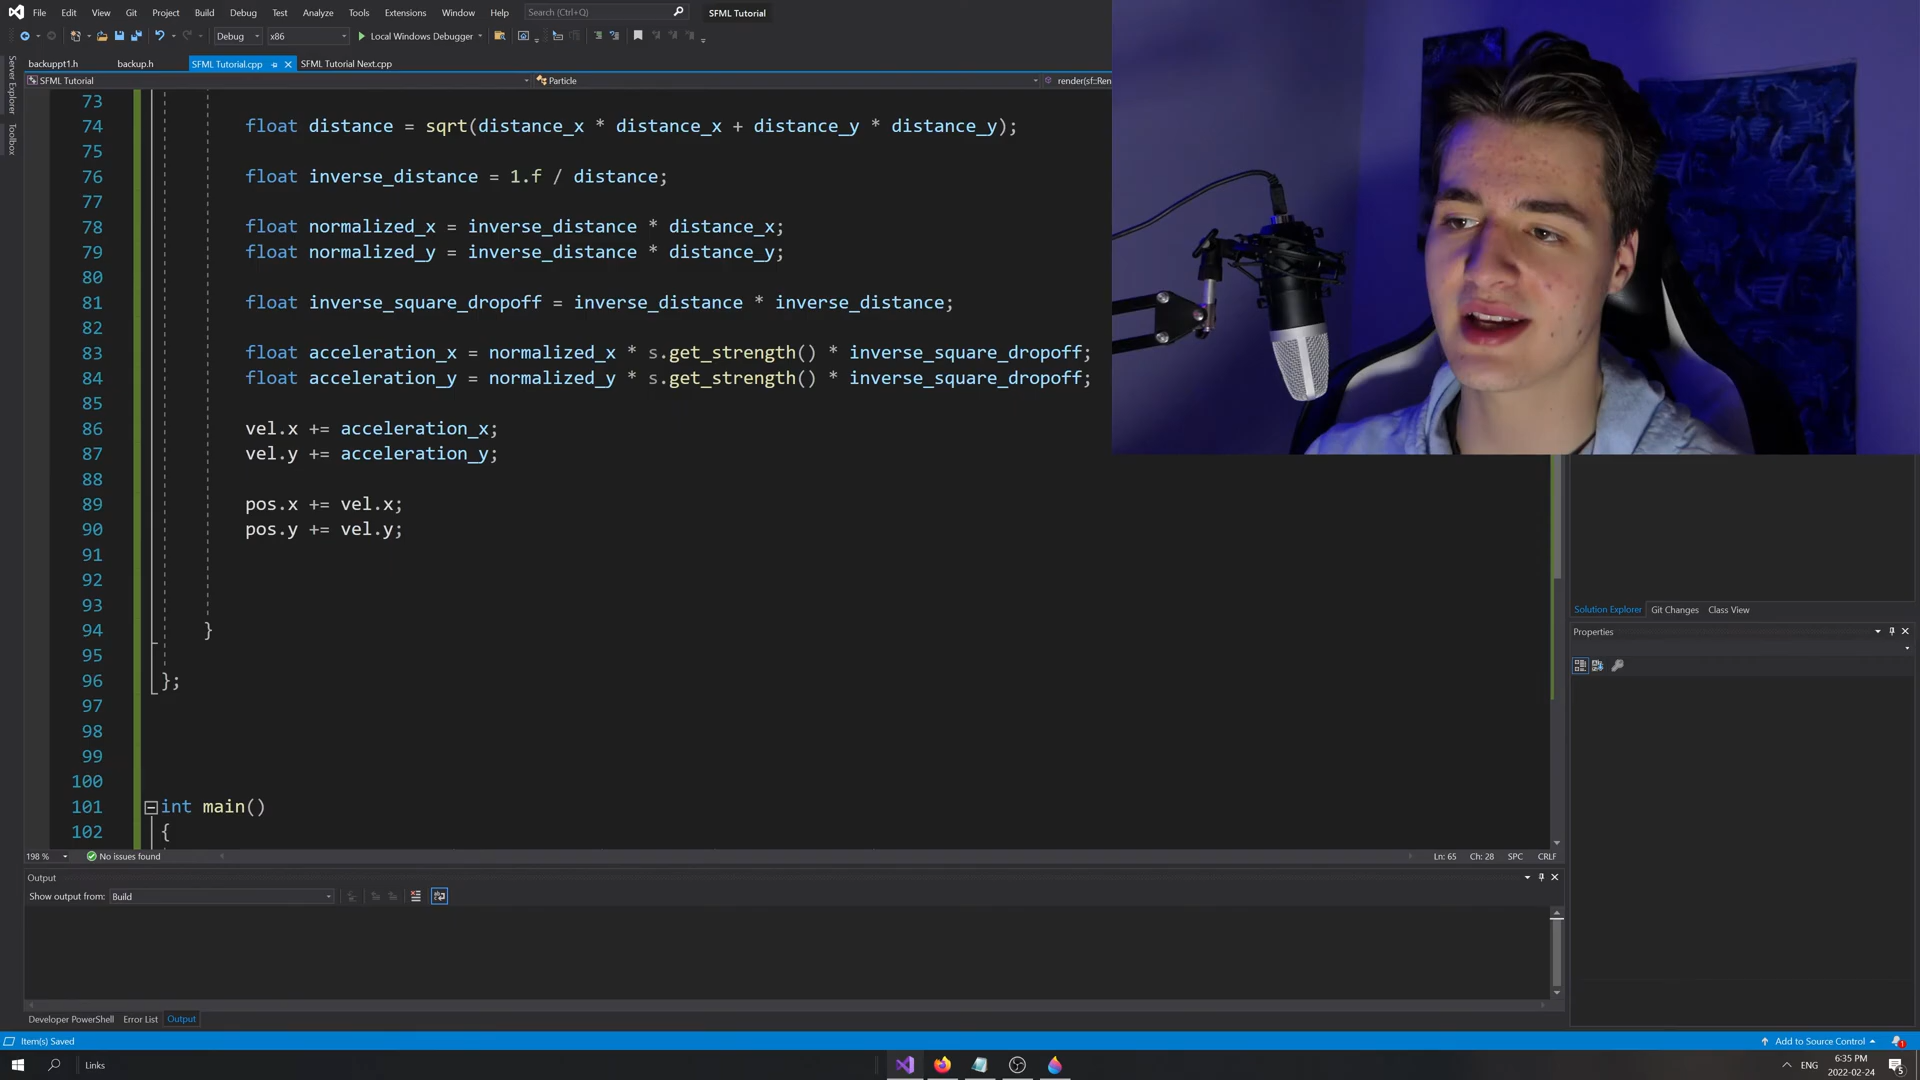 File Edit View Git Project Build Debug Test Analyze Tools Extensions Window Help Search (Ctrl+Q) SFML Tutorial
Debug x86 Local Windows Debugger
backuppt1.h backup.h SFML Tutorial.cpp SFML Tutorial Next.cpp
SFML Tutorial Particle render(sf::Ren
Server Explorer
Toolbox
73
74 float distance = sqrt(distance_x * distance_x + distance_y * distance_y);
75
76 float inverse_distance = 1.f / distance;
77
78 float normalized_x = inverse_distance * distance_x;
79 float normalized_y = inverse_distance * distance_y;
80
81 float inverse_square_dropoff = inverse_distance * inverse_distance;
82
83 float acceleration_x = normalized_x * s.get_strength() * inverse_square_dropoff;
84 float acceleration_y = normalized_y * s.get_strength() * inverse_square_dropoff;
85
86 vel.x += acceleration_x;
87 vel.y += acceleration_y;
88
89 pos.x += vel.x;
90 pos.y += vel.y;
91
92
93
94 }
95
96 };
97
98
99
100
101 int main()
102 {
198 % No issues found Ln: 65 Ch: 28 SPC CRLF
Solution Explorer Git Changes Class View
Properties
Output
Show output from: Build
Developer PowerShell Error List Output
Item(s) Saved Add to Source Control 1
Links ENG 6:35 PM
2022-02-24 5